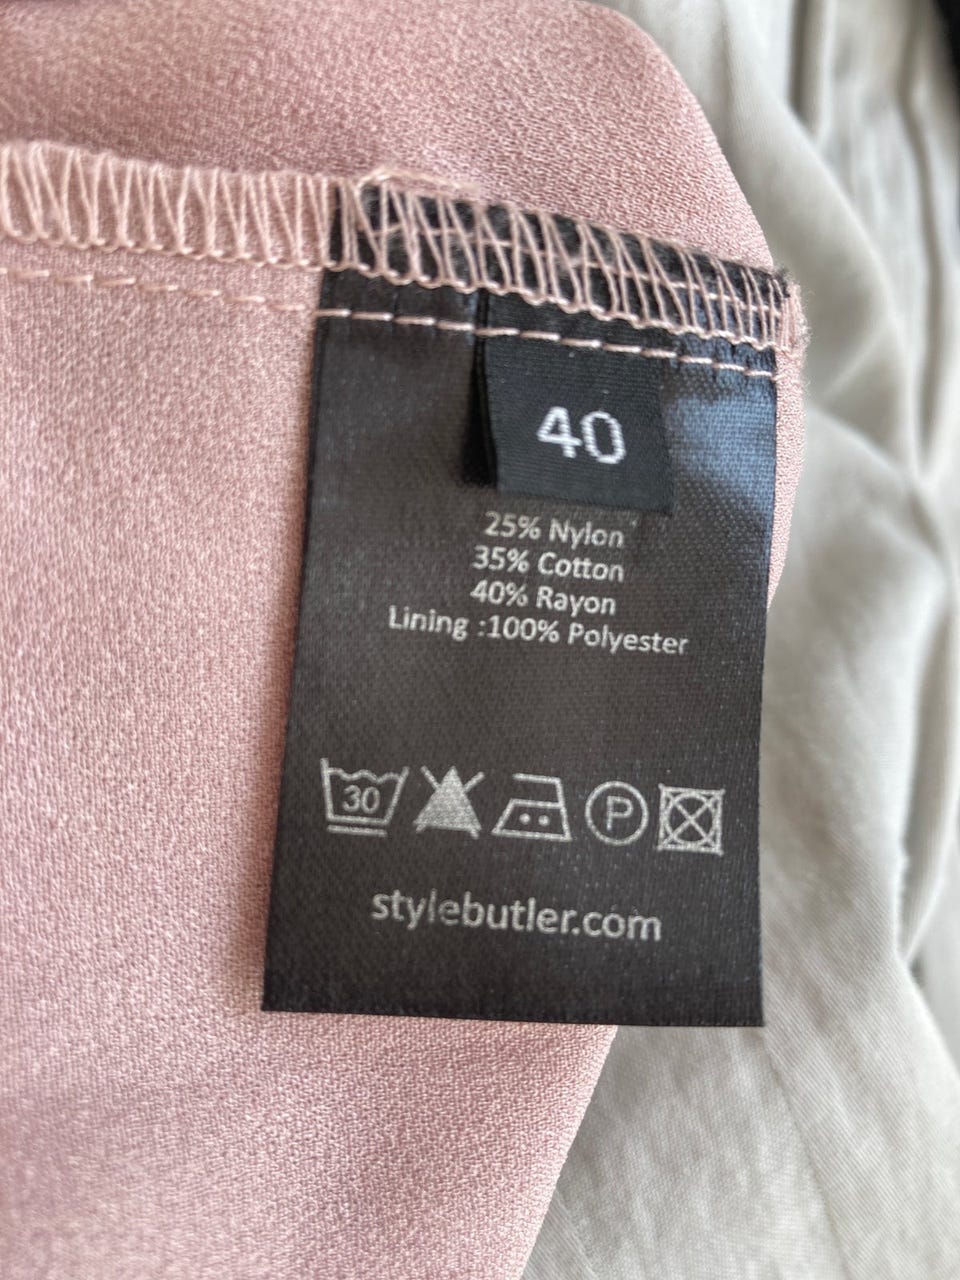 40
25% Nylon
35% Cotton
40% Rayon
Lining :100% Polyester
30 P
stylebutler.com